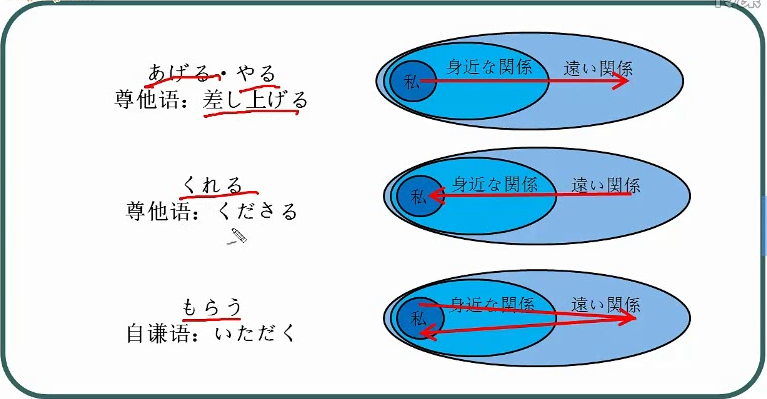 あげる・やる
尊他语：差し上げる
私 身近な関係 遠い関係
くれる
尊他语：くださる
私 身近な関係 遠い関係
もらう
自谦语：いただく
私 身近な関係 遠い関係